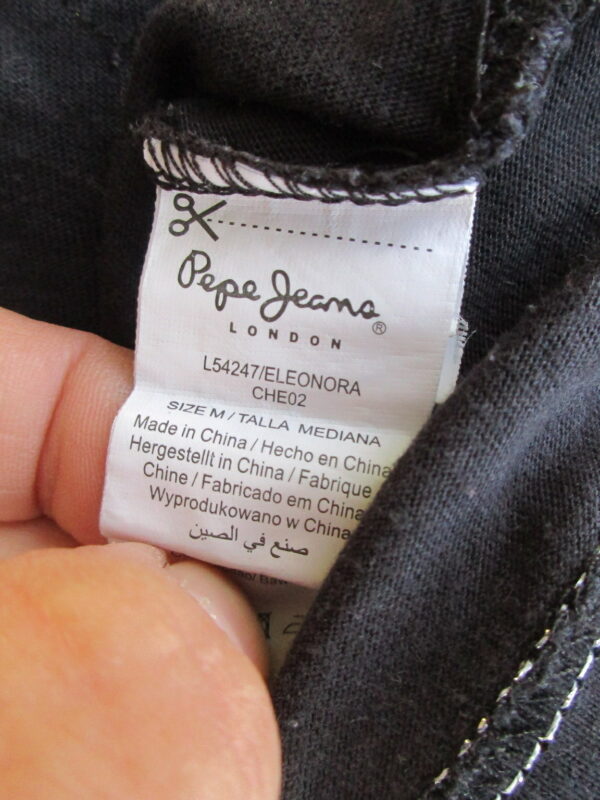 Pepe Jeans®
LONDON
L54247/ELEONORA
CHE02
SIZE M / TALLA MEDIANA
Made in China / Hecho en China
Hergestellt in China / Fabrique
Chine / Fabricado em China
Wyprodukowano w China
صنع في الصين